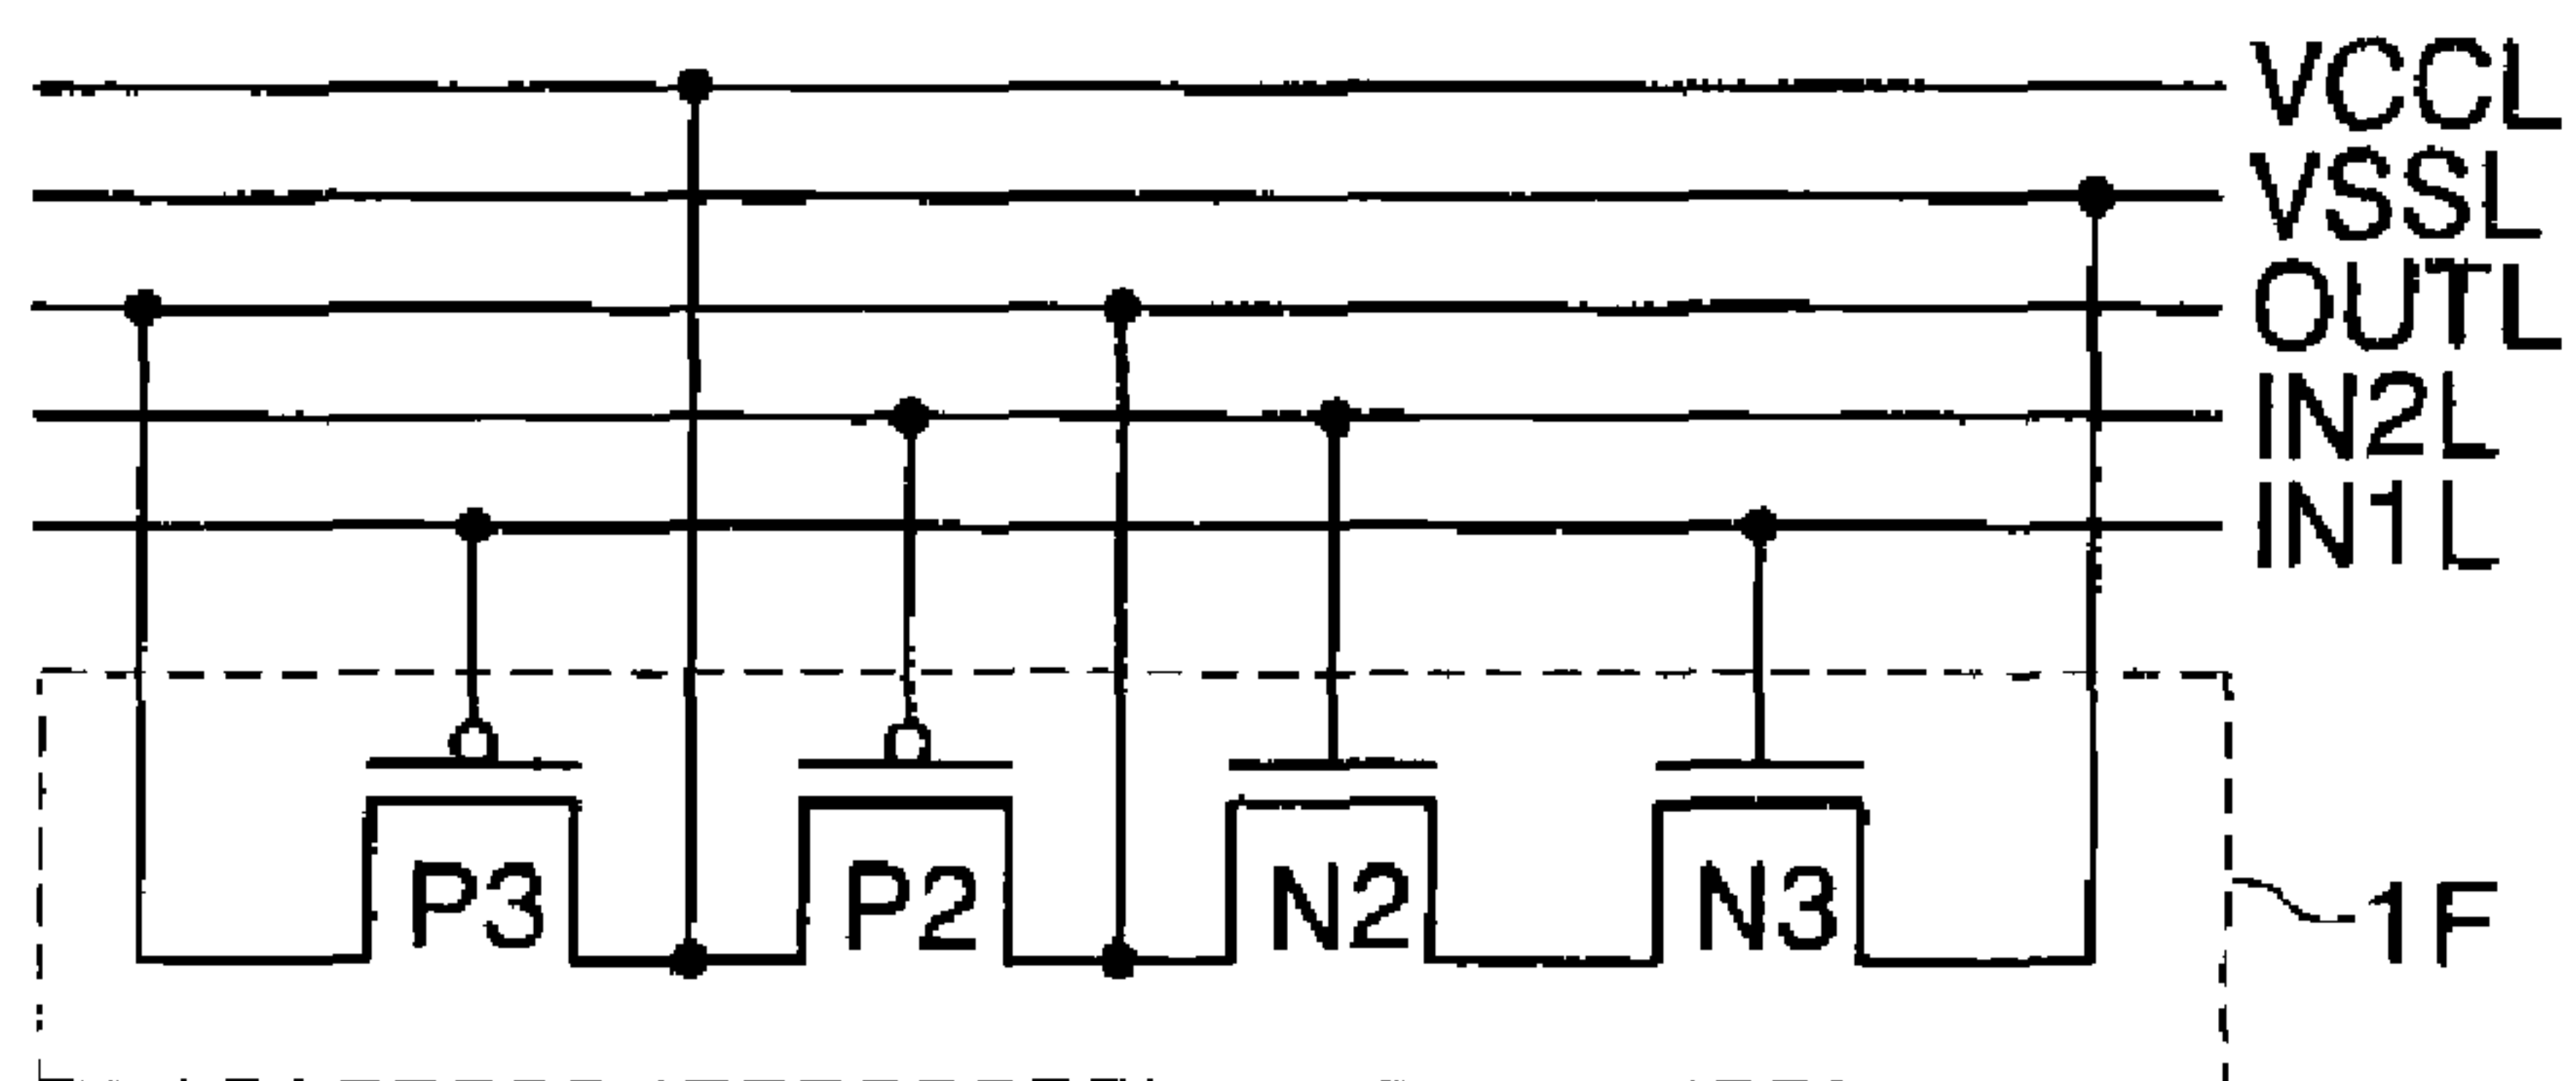 VCCL
VSSL
OUTL
IN2L
IN1L
P3 P2 N2 N3
1F